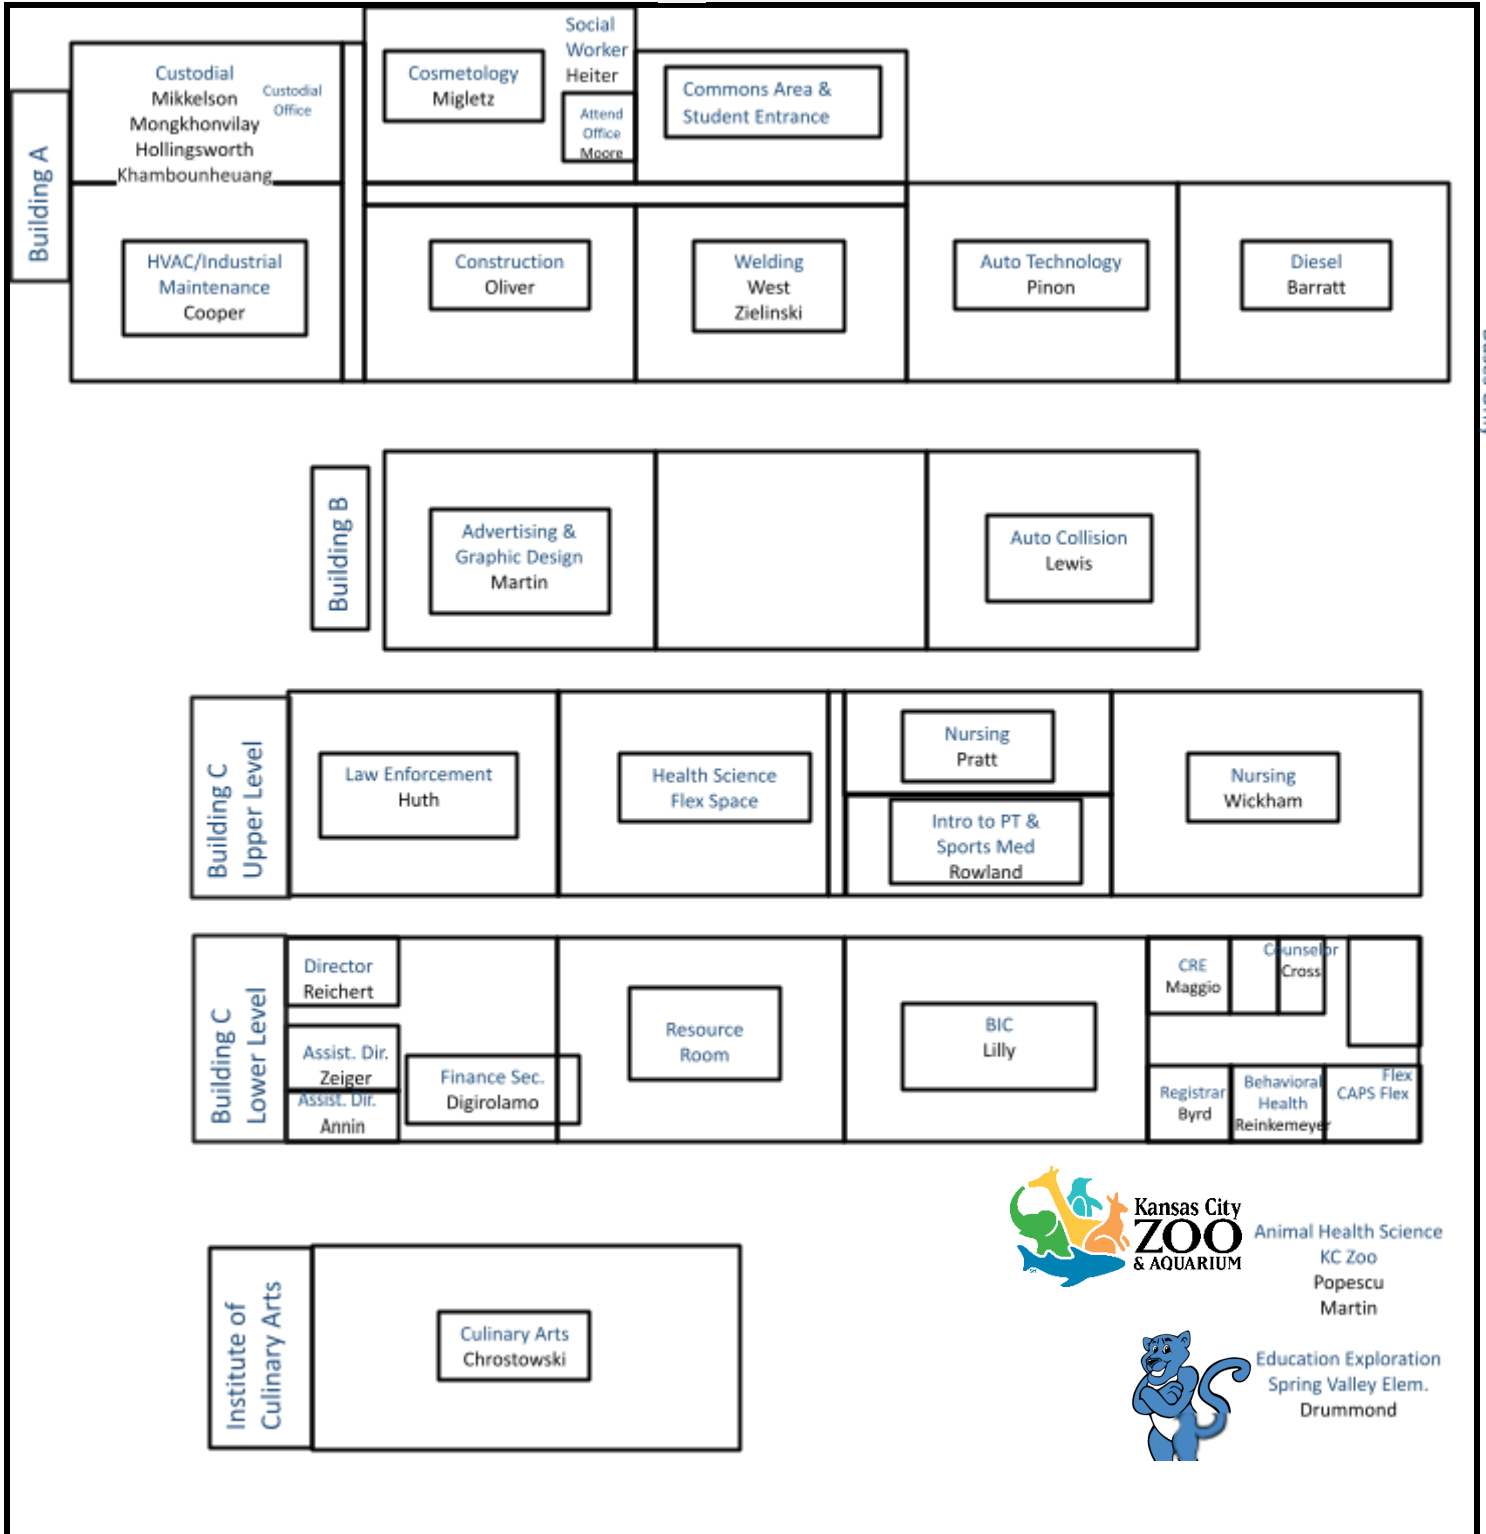 Building A
Custodial
Mikkelson
Mongkhonvilay
Hollingsworth
Khambounheuang
Custodial
Office
Cosmetology
Migletz
Social
Worker
Heiter
Attend
Office
Moore
Commons Area &
Student Entrance
HVAC/Industrial
Maintenance
Cooper
Construction
Oliver
Welding
West
Zielinski
Auto Technology
Pinon
Diesel
Barratt
Building B
Advertising &
Graphic Design
Martin
Auto Collision
Lewis
Building C
Upper Level
Law Enforcement
Huth
Health Science
Flex Space
Nursing
Pratt
Intro to PT &
Sports Med
Rowland
Nursing
Wickham
Building C
Lower Level
Director
Reichert
Assist. Dir.
Zeiger
Assist. Dir.
Annin
Finance Sec.
Digirolamo
Resource
Room
BIC
Lilly
CRE
Maggio
Counselor
Cross
Registrar
Byrd
Behavioral
Health
Reinkemeyer
Flex
CAPS Flex
Kansas City
ZOO
& AQUARIUM
Animal Health Science
KC Zoo
Popescu
Martin
Institute of
Culinary Arts
Culinary Arts
Chrostowski
Education Exploration
Spring Valley Elem.
Drummond